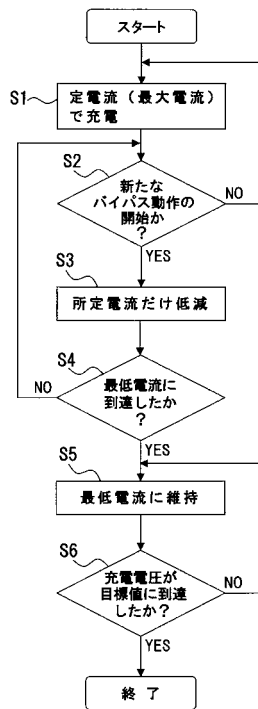 スタート
S1
定電流（最大電流）
で充電
S2
新たな
バイパス動作の
開始か
？
NO
YES
S3
所定電流だけ低減
S4
最低電流に
到達したか
？
NO
YES
S5
最低電流に維持
S6
充電電圧が
目標値に到達
したか？
NO
YES
終了